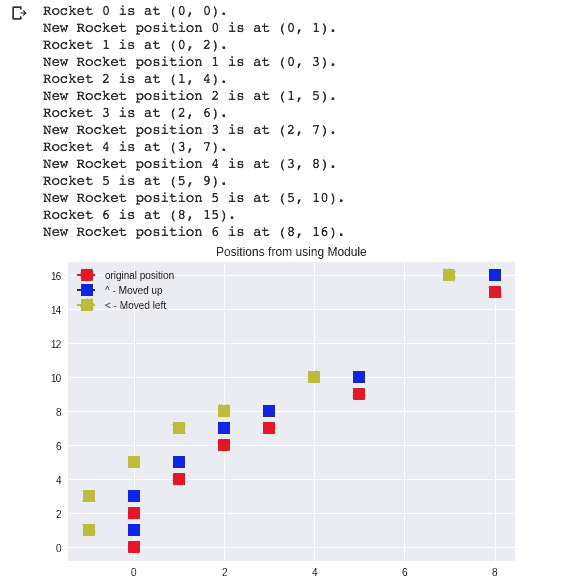 Rocket 0 is at (0, 0).
New Rocket position 0 is at (0, 1).
Rocket 1 is at (0, 2).
New Rocket position 1 is at (0, 3).
Rocket 2 is at (1, 4).
New Rocket position 2 is at (1, 5).
Rocket 3 is at (2, 6).
New Rocket position 3 is at (2, 7).
Rocket 4 is at (3, 7).
New Rocket position 4 is at (3, 8).
Rocket 5 is at (5, 9).
New Rocket position 5 is at (5, 10).
Rocket 6 is at (8, 15).
New Rocket position 6 is at (8, 16).
Positions from using Module
original position
^ - Moved up
< - Moved left
16
14
12
10
8
6
4
2
0
0 2 4 6 8